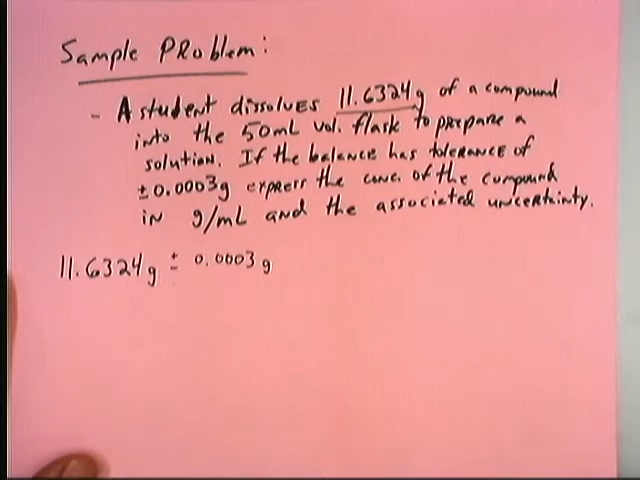 Sample PRoblem:
- A student dissolves 11.6324g of a compound
into the 50mL vol. flask to prepare a
solution. If the balance has tolerance of
±0.0003g express the conc. of the compound
in g/mL and the associated uncertainty.
11.6324g ± 0.0003g